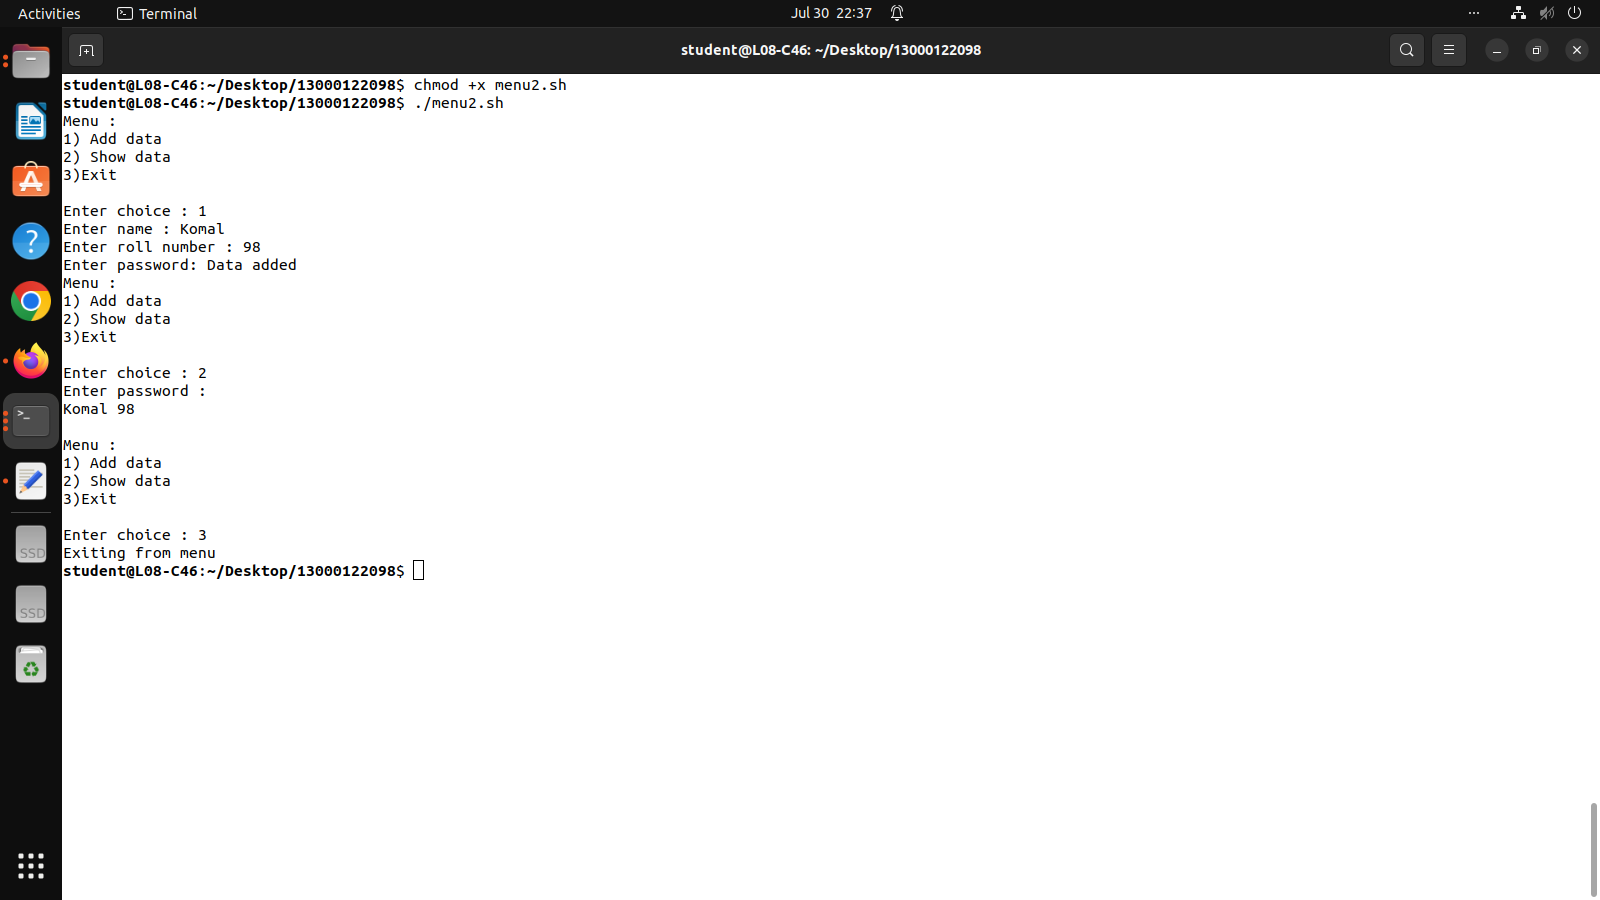 Activities
Terminal
Jul 30 22:37
student@L08-C46: ~/Desktop/13000122098
student@L08-C46:~/Desktop/13000122098$ chmod +x menu2.sh
student@L08-C46:~/Desktop/13000122098$ ./menu2.sh
Menu :
1) Add data
2) Show data
3)Exit
Enter choice : 1
Enter name : Komal
Enter roll number : 98
Enter password: Data added
Menu :
1) Add data
2) Show data
3)Exit
Enter choice : 2
Enter password :
Komal 98
Menu :
1) Add data
2) Show data
3)Exit
Enter choice : 3
Exiting from menu
student@L08-C46:~/Desktop/13000122098$
SSD
SSD